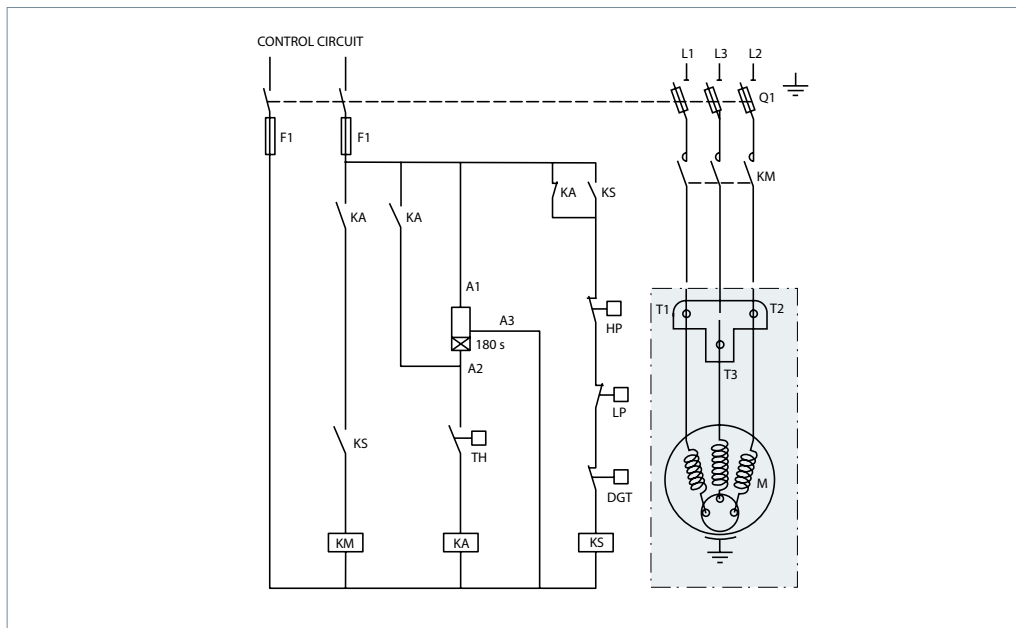 CONTROL CIRCUIT
L1 L3 L2
Q1
F1 F1
KA KS
KM
KA KA
A1
HP
T1 T2
A3
180 s
A2
T3
LP
KS
TH
M
DGT
KM KA KS